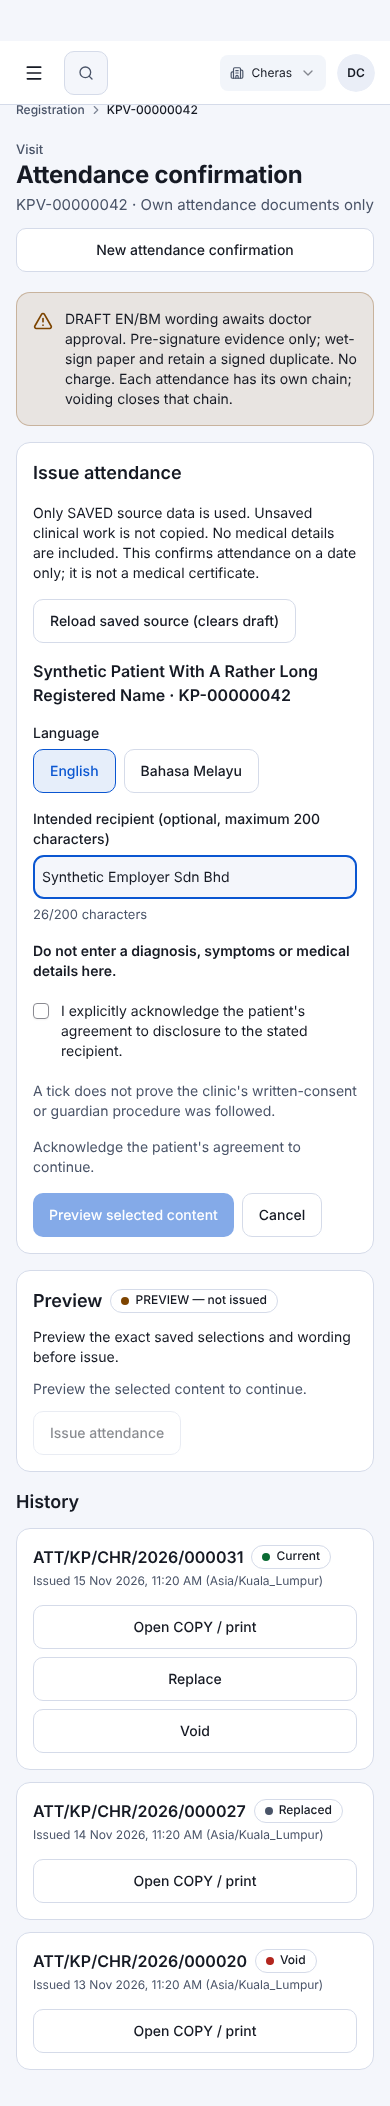 Cheras
DC
Registration > KPV-00000042
Visit
Attendance confirmation
KPV-00000042 · Own attendance documents only
New attendance confirmation
DRAFT EN/BM wording awaits doctor
approval. Pre-signature evidence only; wet-
sign paper and retain a signed duplicate. No
charge. Each attendance has its own chain;
voiding closes that chain.
Issue attendance
Only SAVED source data is used. Unsaved
clinical work is not copied. No medical details
are included. This confirms attendance on a date
only; it is not a medical certificate.
Reload saved source (clears draft)
Synthetic Patient With A Rather Long
Registered Name · KP-00000042
Language
English
Bahasa Melayu
Intended recipient (optional, maximum 200
characters)
Synthetic Employer Sdn Bhd
26/200 characters
Do not enter a diagnosis, symptoms or medical
details here.
I explicitly acknowledge the patient's
agreement to disclosure to the stated
recipient.
A tick does not prove the clinic's written-consent
or guardian procedure was followed.
Acknowledge the patient's agreement to
continue.
Preview selected content
Cancel
Preview
PREVIEW — not issued
Preview the exact saved selections and wording
before issue.
Preview the selected content to continue.
Issue attendance
History
ATT/KP/CHR/2026/000031
Current
Issued 15 Nov 2026, 11:20 AM (Asia/Kuala_Lumpur)
Open COPY / print
Replace
Void
ATT/KP/CHR/2026/000027
Replaced
Issued 14 Nov 2026, 11:20 AM (Asia/Kuala_Lumpur)
Open COPY / print
ATT/KP/CHR/2026/000020
Void
Issued 13 Nov 2026, 11:20 AM (Asia/Kuala_Lumpur)
Open COPY / print